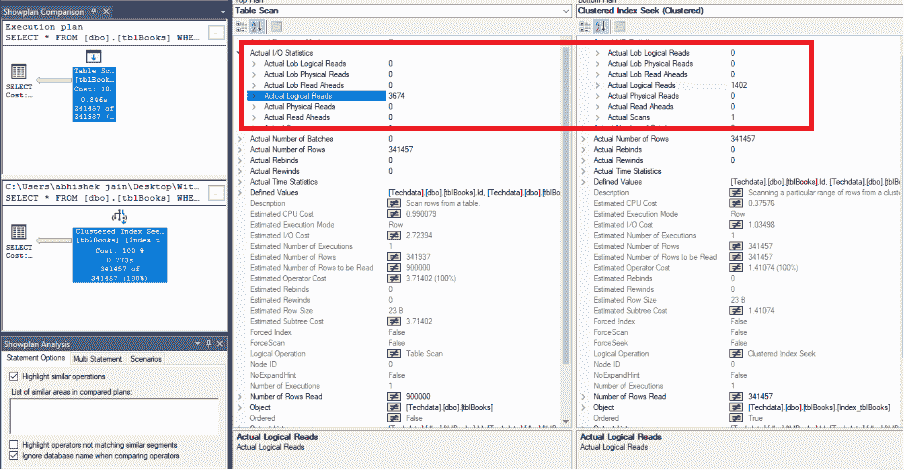 Showplan Comparison
Execution plan
SELECT * FROM [dbo].[tblBooks] WHE...
SELECT
Cost:...
Table Sc...
[tblBook...
Cost: 10.
0.846s
341457 of
C:\Users\abhishek jain\Desktop\Wit...
SELECT * FROM [dbo].[tblBooks] WHE...
SELECT
Cost:...
Clustered Index See...
[tblBooks].[Index_t...
Cost: 100 %
341457 of
341457 (100%)
Showplan Analysis
Statement Options Multi Statement Scenarios
Highlight similar operations
List of similar areas in compared plans:
Highlight operators not matching similar segments
Ignore database name when comparing operators
Top Plan
Table Scan
Actual I/O Statistics
Actual Lob Logical Reads 0
Actual Lob Physical Reads 0
Actual Lob Read Aheads 0
Actual Logical Reads 3674
Actual Physical Reads 0
Actual Read Aheads 0
Actual Number of Batches 0
Actual Number of Rows 341457
Actual Rebinds 0
Actual Rewinds 0
Actual Time Statistics
Defined Values [Techdata].[dbo].[tblBooks].Id, [Techdata].[dbo].[tblB
Description Scan rows from a table.
Estimated CPU Cost 0.990079
Estimated Execution Mode Row
Estimated I/O Cost 2.72394
Estimated Number of Executions 1
Estimated Number of Rows 341937
Estimated Number of Rows to be Read 900000
Estimated Operator Cost 3.71402 (100%)
Estimated Rebinds 0
Estimated Rewinds 0
Estimated Row Size 23 B
Estimated Subtree Cost 3.71402
Forced Index False
ForceScan False
Logical Operation Table Scan
Node ID 0
NoExpandHint False
Number of Executions 1
Number of Rows Read 900000
Object [Techdata].[dbo].[tblBooks]
Ordered False
Actual Logical Reads
Actual Logical Reads
Bottom Plan
Clustered Index Seek (Clustered)
Actual Lob Logical Reads 0
Actual Lob Physical Reads 0
Actual Lob Read Aheads 0
Actual Logical Reads 1402
Actual Physical Reads 0
Actual Read Aheads 0
Actual Scans 1
Actual Number of Rows 341457
Actual Rebinds 0
Actual Rewinds 0
Actual Time Statistics
Defined Values [Techdata].[dbo].[tblBooks].Id, [Techdata].[dbo].[tblB
Description Scanning a particular range of rows from a cluste
Estimated CPU Cost 0.37576
Estimated Execution Mode Row
Estimated I/O Cost 1.03498
Estimated Number of Executions 1
Estimated Number of Rows 341457
Estimated Number of Rows to be Read 341457
Estimated Operator Cost 1.41074 (100%)
Estimated Rebinds 0
Estimated Rewinds 0
Estimated Row Size 23 B
Estimated Subtree Cost 1.41074
Forced Index False
ForceScan False
ForceSeek False
Logical Operation Clustered Index Seek
Node ID 0
NoExpandHint False
Number of Executions 1
Number of Rows Read 341457
Object [Techdata].[dbo].[tblBooks].[Index_tblBooks]
Ordered True
Actual Logical Reads
Actual Logical Reads